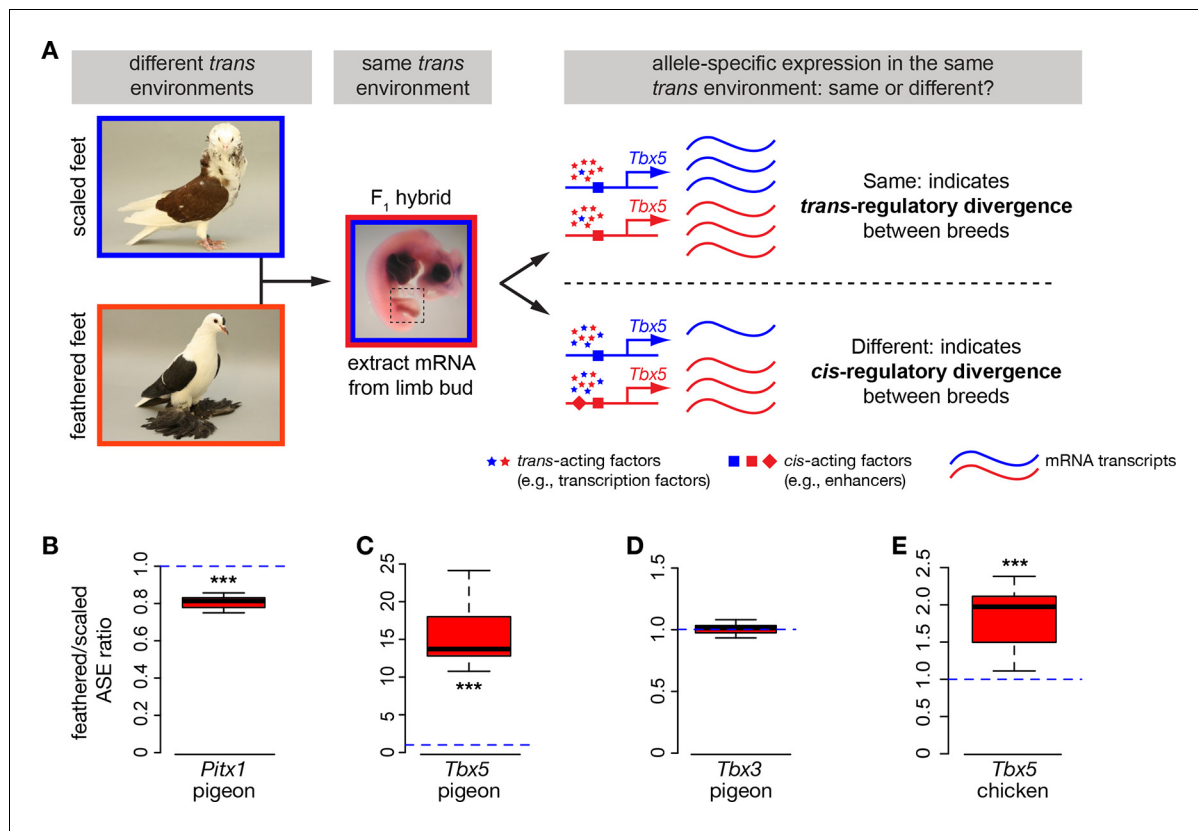 A
different trans
environments
same trans
environment
allele-specific expression in the same
trans environment: same or different?
scaled feet
feathered feet
F1 hybrid
extract mRNA
from limb bud
Tbx5
Tbx5
Same: indicates
trans-regulatory divergence
between breeds
Tbx5
Tbx5
Different: indicates
cis-regulatory divergence
between breeds
trans-acting factors
(e.g., transcription factors)
cis-acting factors
(e.g., enhancers)
mRNA transcripts
B
feathered/scaled
ASE ratio
1.0
0.8
0.6
0.4
0.2
0
***
Pitx1
pigeon
C
25
20
15
10
5
0
***
Tbx5
pigeon
D
1.5
1.0
0.5
0
Tbx3
pigeon
E
2.5
2.0
1.5
1.0
0.5
0
***
Tbx5
chicken